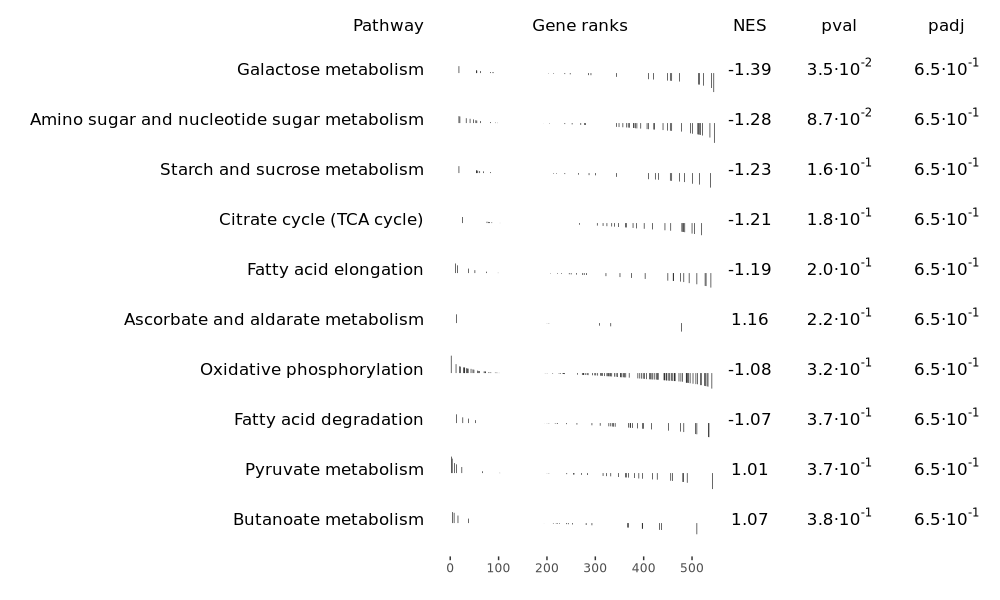 Pathway Gene ranks NES pval padj
Galactose metabolism -1.39 3.5·10⁻² 6.5·10⁻¹
Amino sugar and nucleotide sugar metabolism -1.28 8.7·10⁻² 6.5·10⁻¹
Starch and sucrose metabolism -1.23 1.6·10⁻¹ 6.5·10⁻¹
Citrate cycle (TCA cycle) -1.21 1.8·10⁻¹ 6.5·10⁻¹
Fatty acid elongation -1.19 2.0·10⁻¹ 6.5·10⁻¹
Ascorbate and aldarate metabolism 1.16 2.2·10⁻¹ 6.5·10⁻¹
Oxidative phosphorylation -1.08 3.2·10⁻¹ 6.5·10⁻¹
Fatty acid degradation -1.07 3.7·10⁻¹ 6.5·10⁻¹
Pyruvate metabolism 1.01 3.7·10⁻¹ 6.5·10⁻¹
Butanoate metabolism 1.07 3.8·10⁻¹ 6.5·10⁻¹
0 100 200 300 400 500